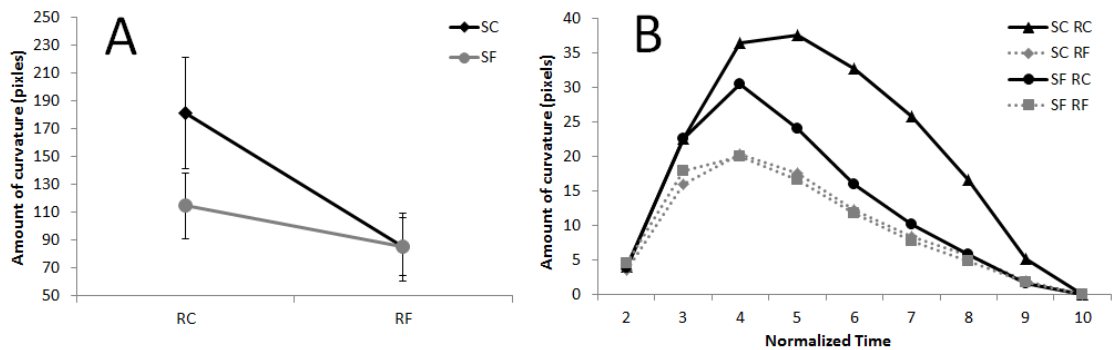 A
Amount of curvature (pixles)
250
230
210
190
170
150
130
110
90
70
50
RC
RF
SC
SF
B
Amount of curvature (pixels)
40
35
30
25
20
15
10
5
0
2 3 4 5 6 7 8 9 10
Normalized Time
SC RC
SC RF
SF RC
SF RF